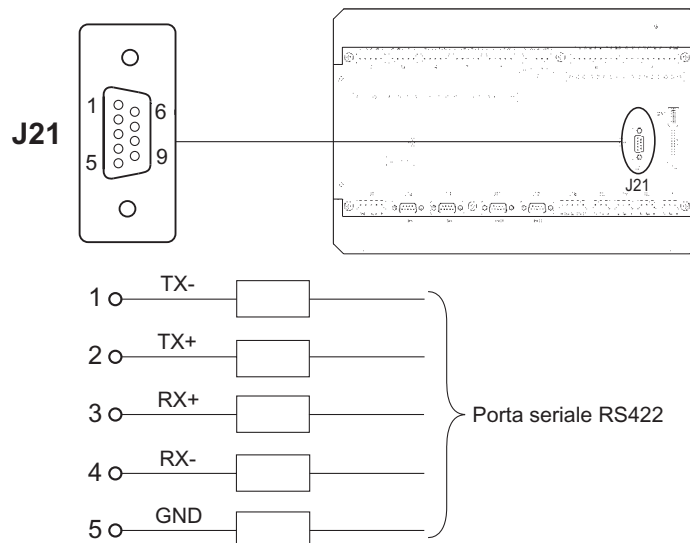 J21
1
6
5
9
J21
1 TX-
2 TX+
3 RX+
4 RX-
5 GND
Porta seriale RS422